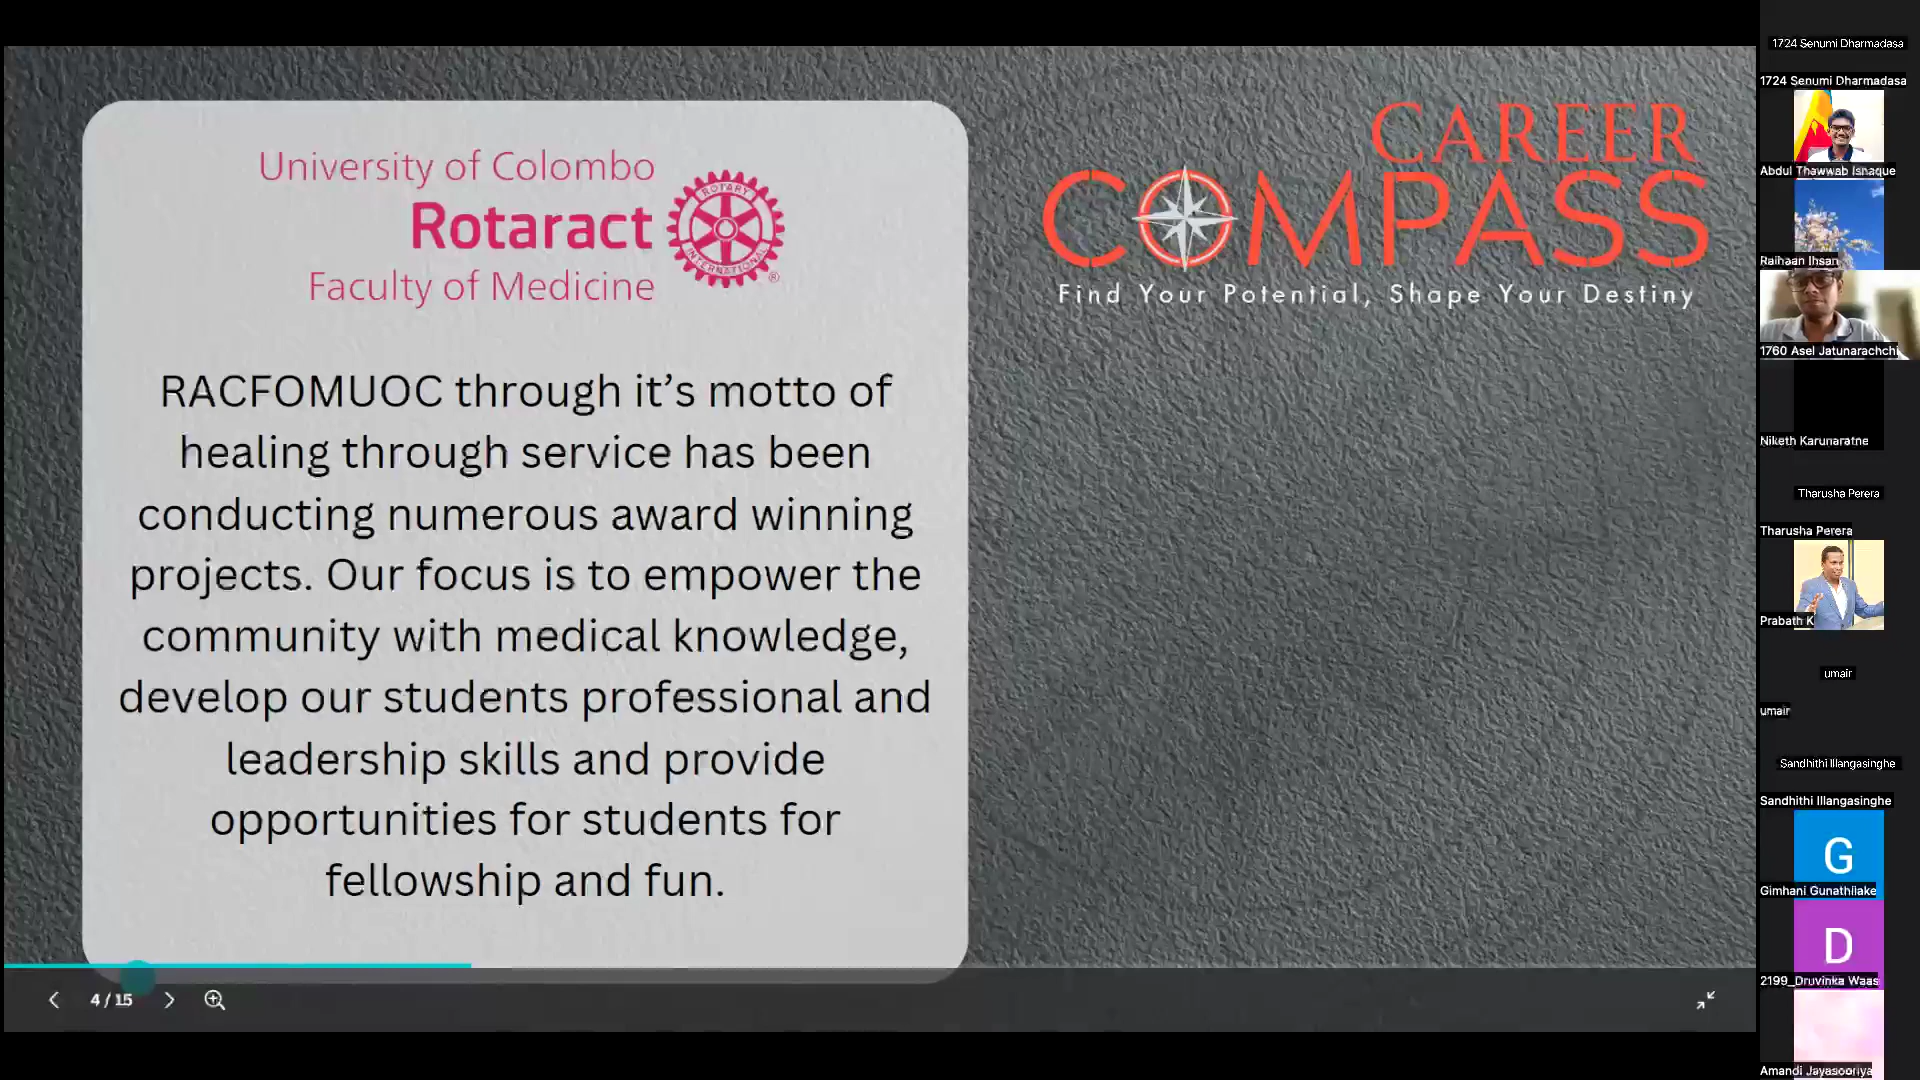 University of Colombo
Rotaract
Faculty of Medicine
ROTARY
INTERNATIONAL
®
RACFOMUOC through it’s motto of
healing through service has been
conducting numerous award winning
projects. Our focus is to empower the
community with medical knowledge,
develop our students professional and
leadership skills and provide
opportunities for students for
fellowship and fun.
CAREER
COMPASS
Find Your Potential, Shape Your Destiny
4 / 15
1724 Senumi Dharmadasa
1724 Senumi Dharmadasa
Abdul Thawwab Isnaque
Raihaan Ihsan
1760 Asel Jatunarachchi
Niketh Karunaratne
Tharusha Perera
Tharusha Perera
Prabath K
umair
umair
Sandhithi Illangasinghe
Sandhithi Illangasinghe
G
Gimhani Gunathilake
D
2199_Druvinka Waas
Amandi Jayasooriya